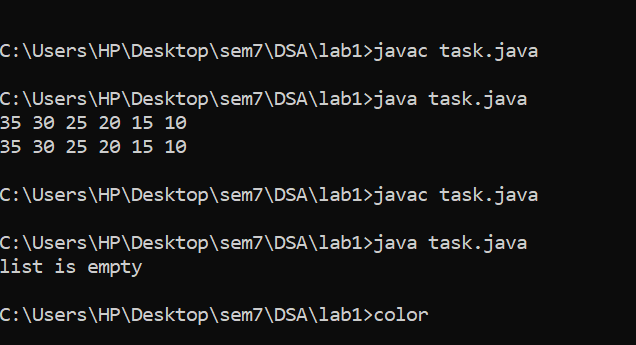 C:\Users\HP\Desktop\sem7\DSA\lab1>javac task.java
C:\Users\HP\Desktop\sem7\DSA\lab1>java task.java
35 30 25 20 15 10
35 30 25 20 15 10
C:\Users\HP\Desktop\sem7\DSA\lab1>javac task.java
C:\Users\HP\Desktop\sem7\DSA\lab1>java task.java
list is empty
C:\Users\HP\Desktop\sem7\DSA\lab1>color